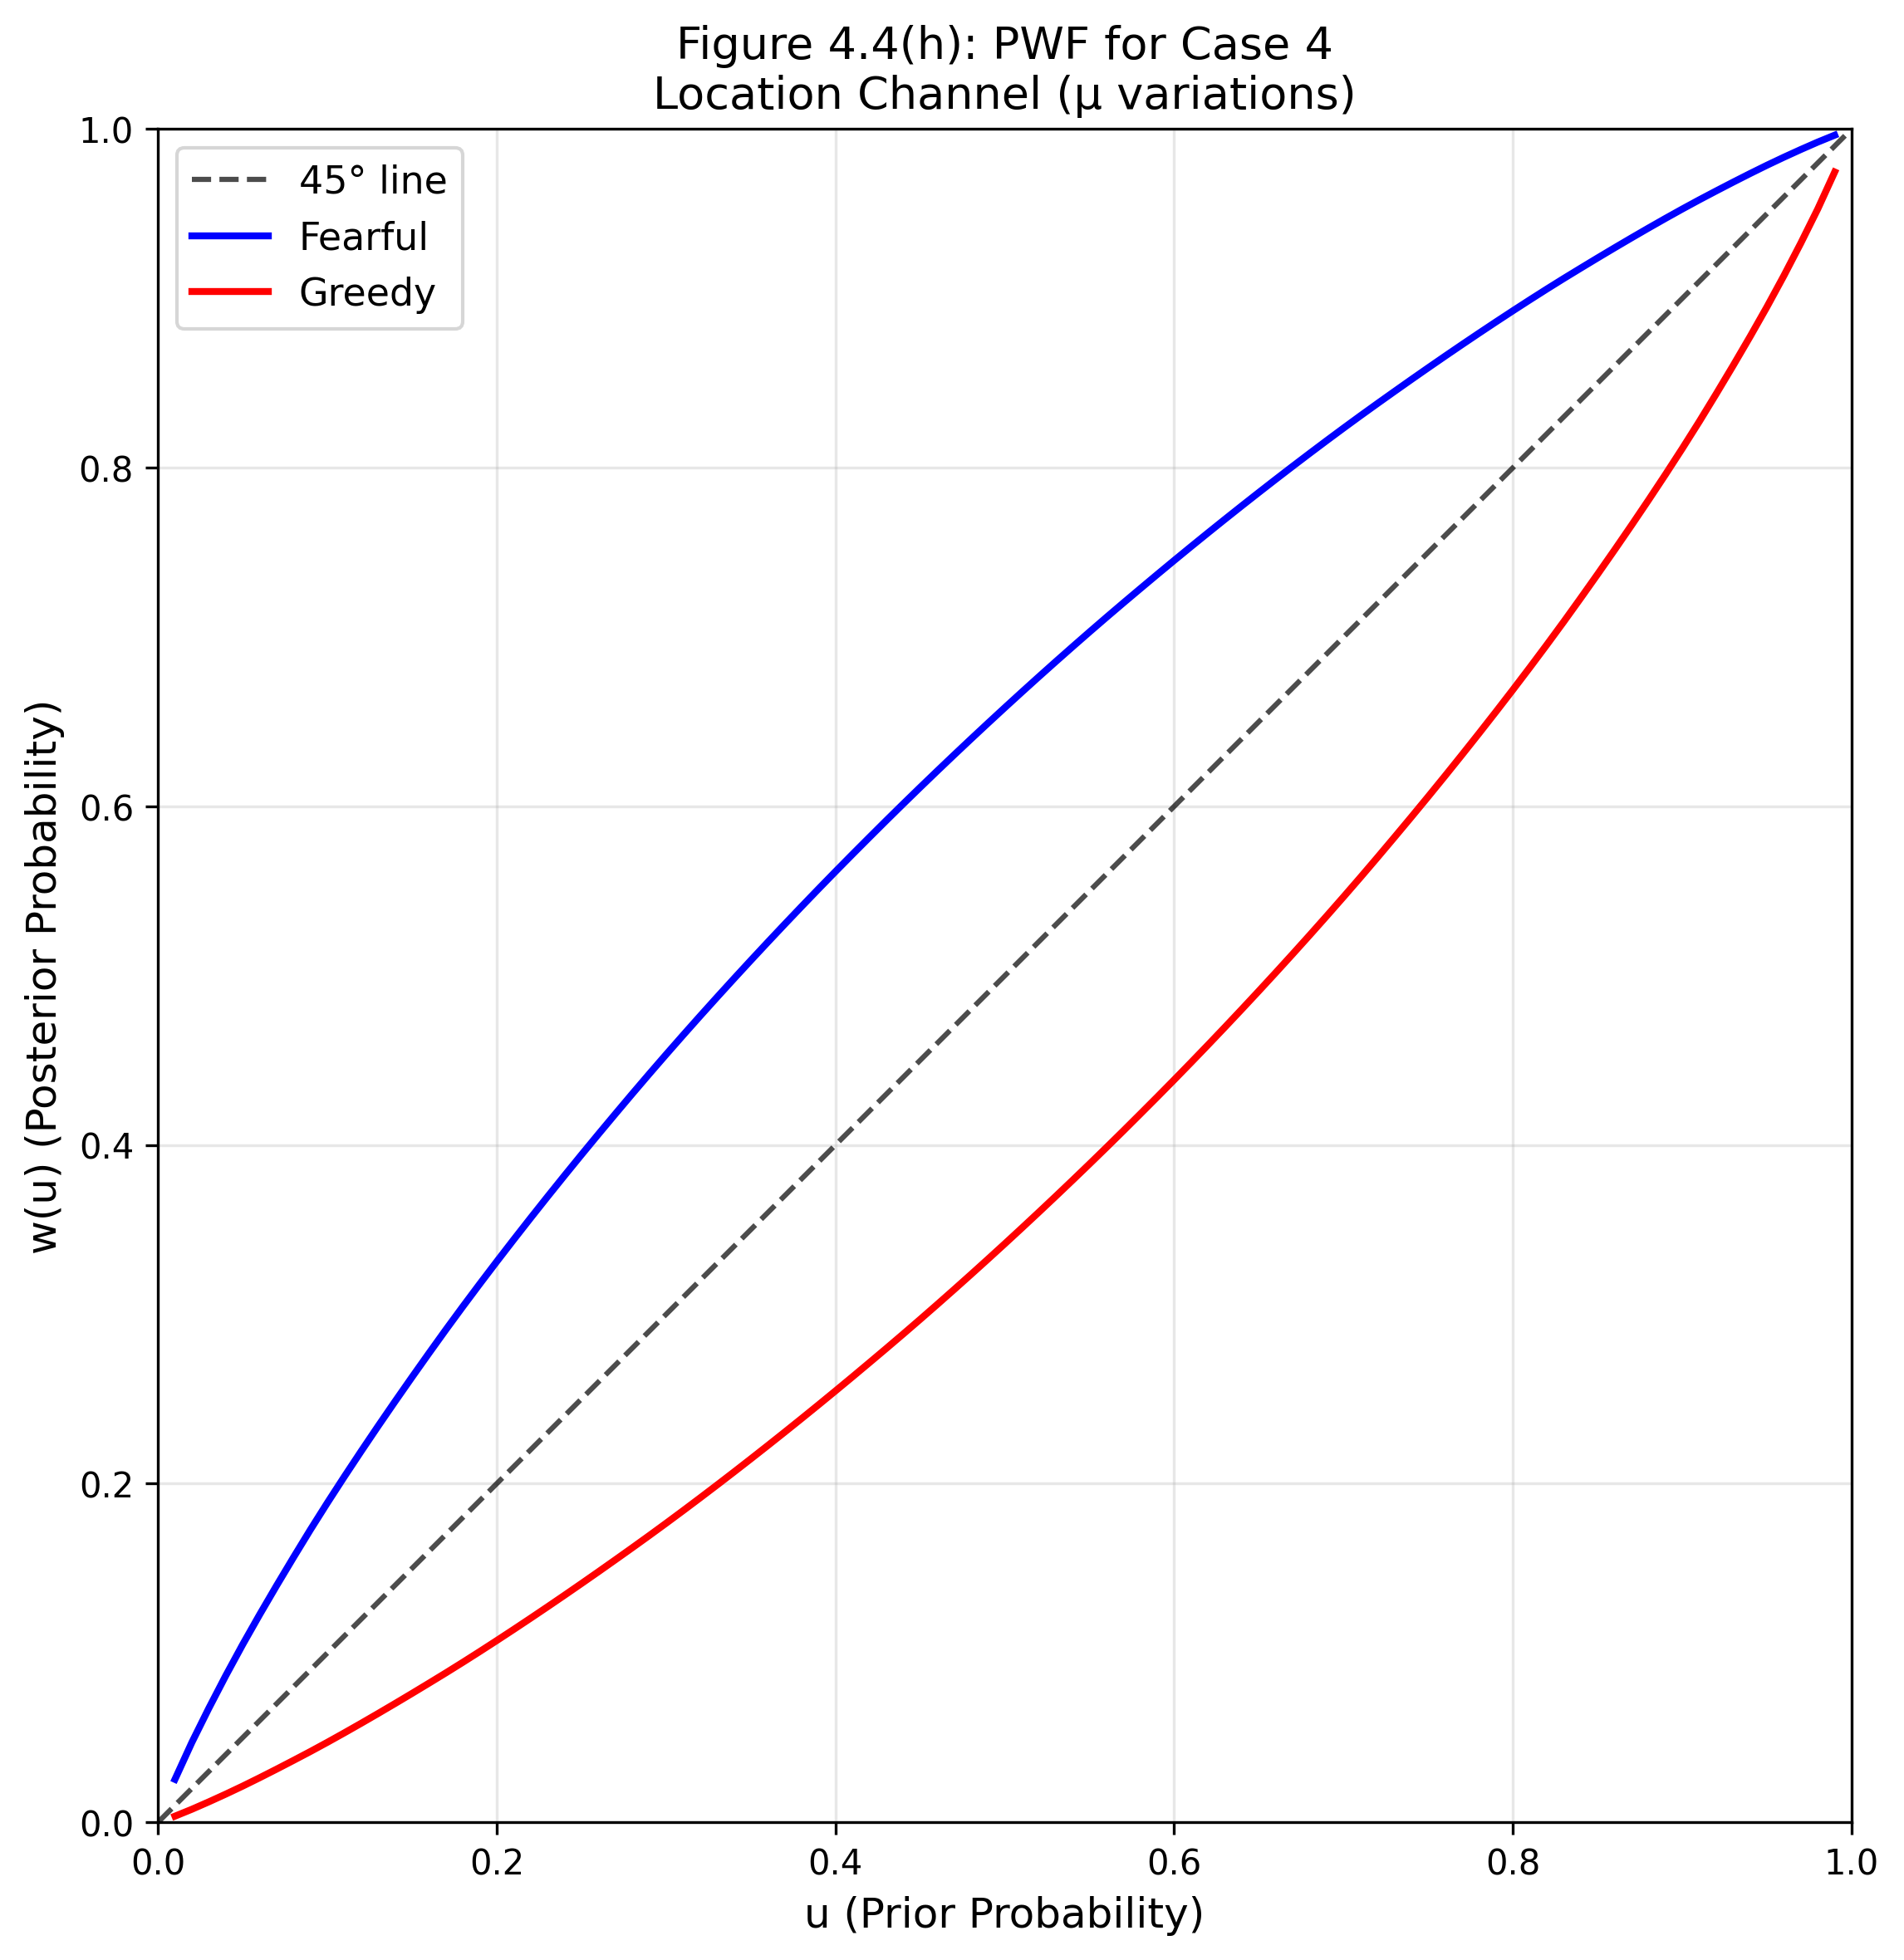 Figure 4.4(h): PWF for Case 4
Location Channel (μ variations)
45° line
Fearful
Greedy
w(u) (Posterior Probability)
1.0
0.8
0.6
0.4
0.2
0.0
0.0 0.2 0.4 0.6 0.8 1.0
u (Prior Probability)